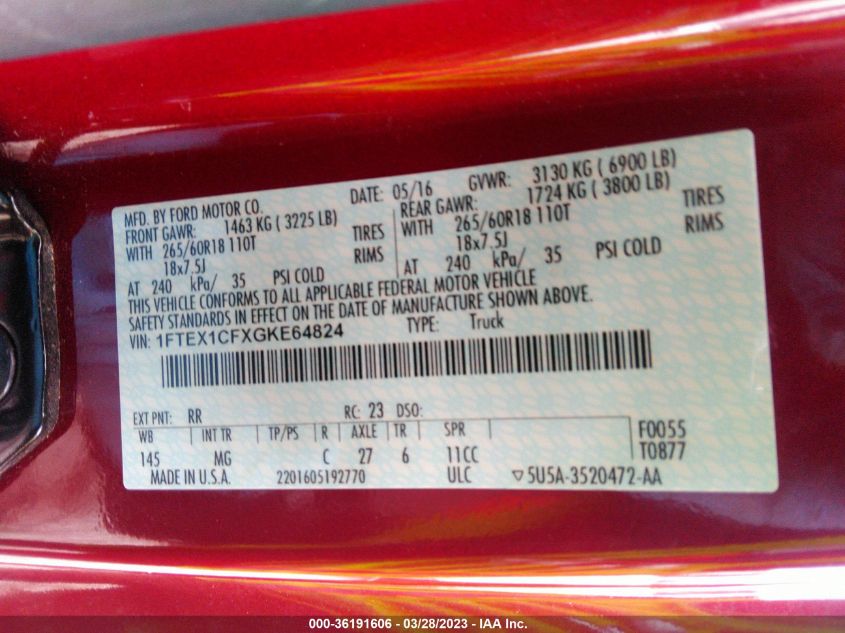 MFD. BY FORD MOTOR CO. DATE: 05/16 GVWR: 3130 KG ( 6900 LB)
FRONT GAWR: 1463 KG ( 3225 LB) REAR GAWR: 1724 KG ( 3800 LB)
WITH 265/60R18 110T TIRES WITH 265/60R18 110T TIRES
18x7.5J RIMS 18x7.5J RIMS
AT 240 kPa/ 35 PSI COLD AT 240 kPa/ 35 PSI COLD
THIS VEHICLE CONFORMS TO ALL APPLICABLE FEDERAL MOTOR VEHICLE
SAFETY STANDARDS IN EFFECT ON THE DATE OF MANUFACTURE SHOWN ABOVE.
VIN: 1FTEX1CFXGKE64824 TYPE: Truck
EXT PNT: RR RC: 23 DSO:
WB INT TR TP/PS R AXLE TR SPR F0055
145 MG C 27 6 11CC T0877
MADE IN U.S.A. 2201605192770 ULC ▽5U5A-3520472-AA
000-36191606 — 03/28/2023 — IAA Inc.